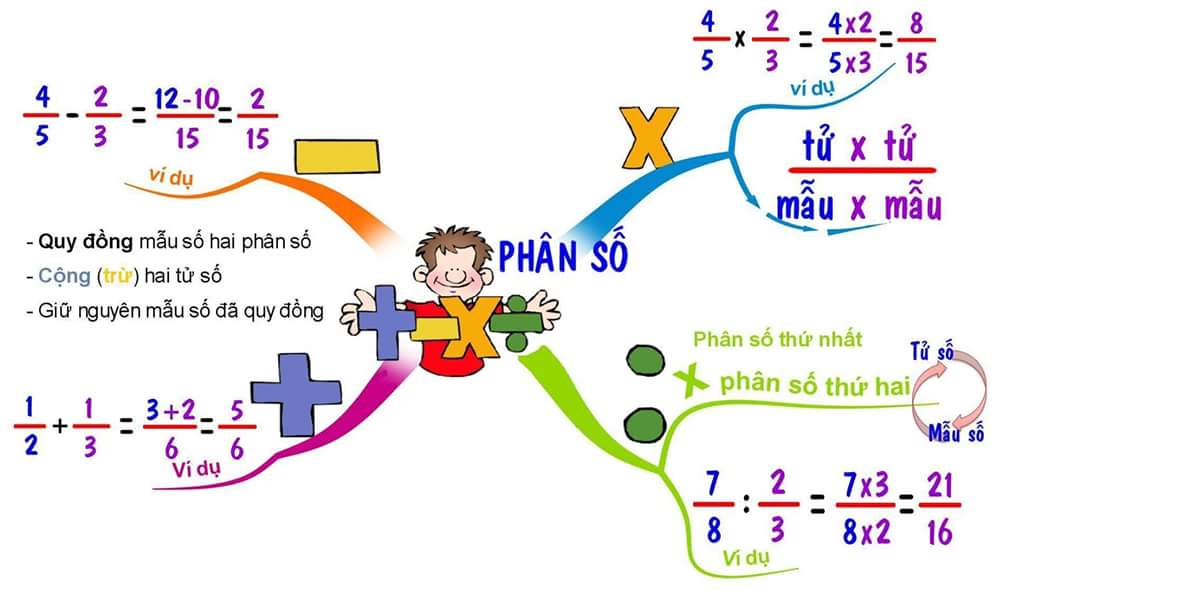 4/5 - 2/3 = 12-10/15 = 2/15
ví dụ
- Quy đồng mẫu số hai phân số
- Cộng (trừ) hai tử số
- Giữ nguyên mẫu số đã quy đồng
1/2 + 1/3 = 3+2/6 = 5/6
Ví dụ
PHÂN SỐ
+ - X ÷
X
4/5 x 2/3 = 4x2/5x3 = 8/15
ví dụ
tử x tử
mẫu x mẫu
Phân số thứ nhất
X phân số thứ hai
Tử số
Mẫu số
7/8 : 2/3 = 7x3/8x2 = 21/16
Ví dụ